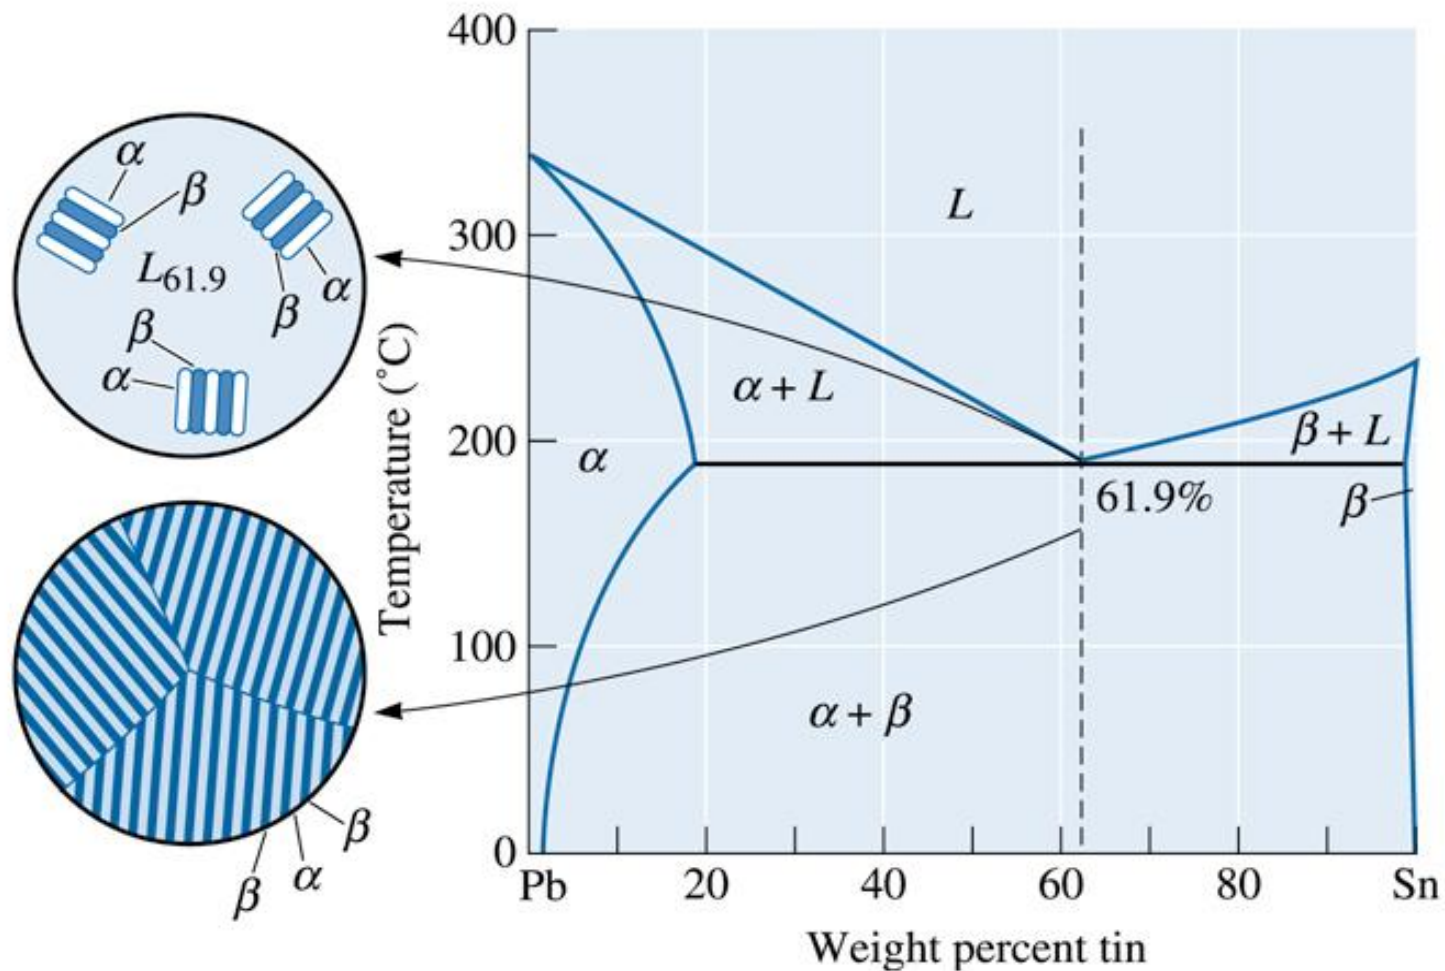 400
300
200
100
0
Temperature (°C)
L
α + L
α
β + L
61.9%
β
α + β
Pb
20
40
60
80
Sn
Weight percent tin
α
β
L61.9
β
α
β
α
β
α
β